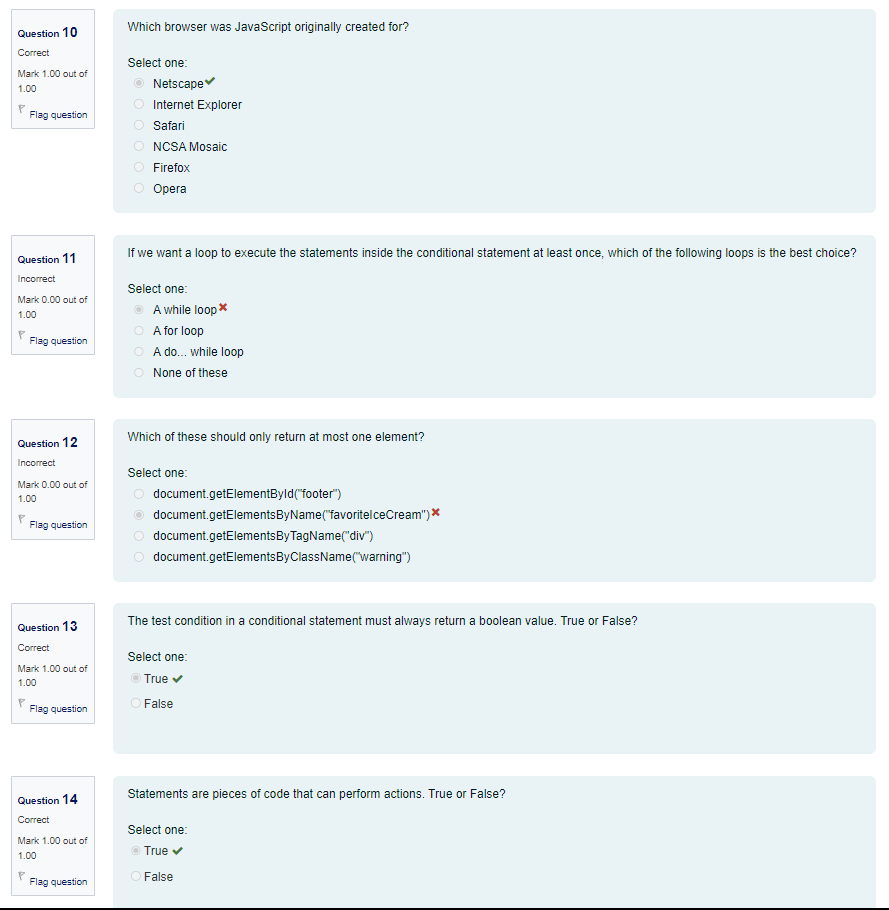 Question 10
Correct
Mark 1.00 out of
1.00
Flag question
Which browser was JavaScript originally created for?
Select one:
Netscape
Internet Explorer
Safari
NCSA Mosaic
Firefox
Opera
Question 11
Incorrect
Mark 0.00 out of
1.00
Flag question
If we want a loop to execute the statements inside the conditional statement at least once, which of the following loops is the best choice?
Select one:
A while loop
A for loop
A do... while loop
None of these
Question 12
Incorrect
Mark 0.00 out of
1.00
Flag question
Which of these should only return at most one element?
Select one:
document.getElementById("footer")
document.getElementsByName("favoriteIceCream")
document.getElementsByTagName("div")
document.getElementsByClassName("warning")
Question 13
Correct
Mark 1.00 out of
1.00
Flag question
The test condition in a conditional statement must always return a boolean value. True or False?
Select one:
True
False
Question 14
Correct
Mark 1.00 out of
1.00
Flag question
Statements are pieces of code that can perform actions. True or False?
Select one:
True
False